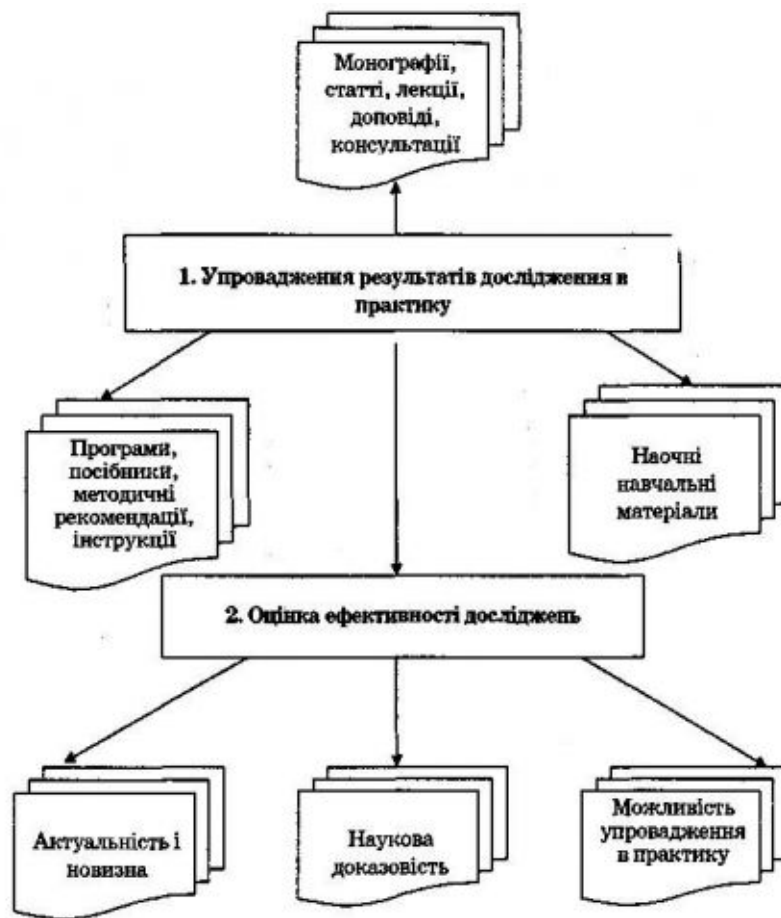 Монографії,
статті, лекції,
доповіді,
консультації
1. Упровадження результатів дослідження в
практику
Програми,
посібники,
методичні
рекомендації,
інструкції
Наочні
навчальні
матеріали
2. Оцінка ефективності досліджень
Актуальність і
новизна
Наукова
доказовість
Можливість
упровадження
в практику